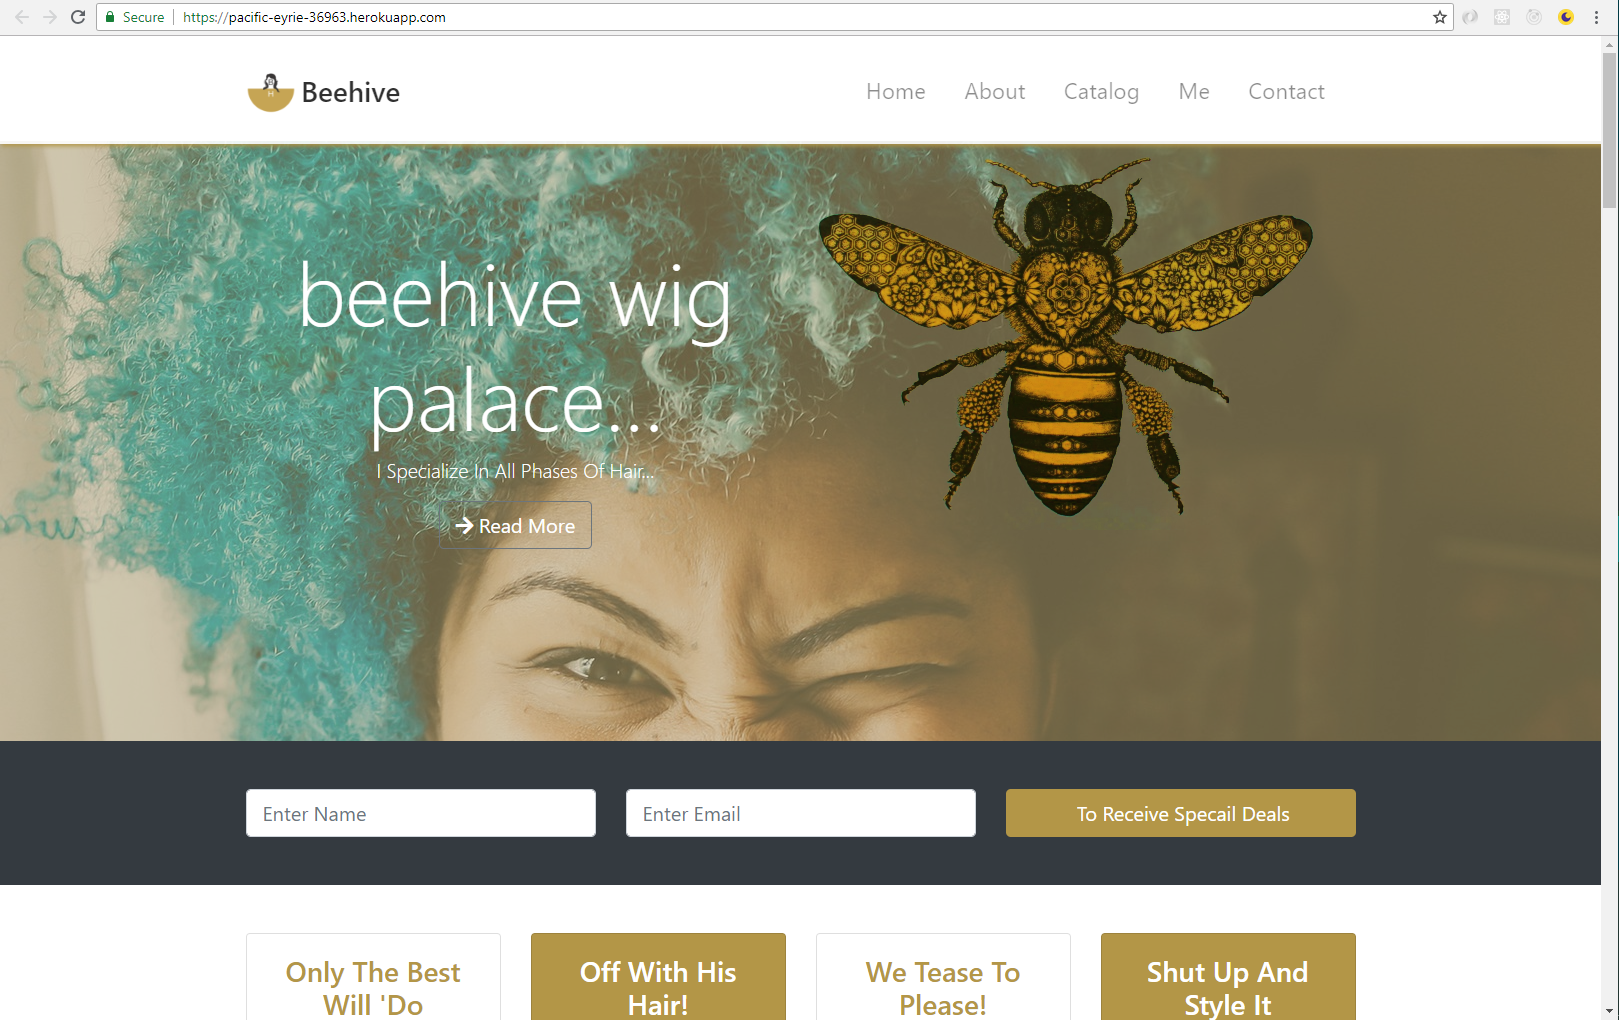 Secure
https://pacific-eyrie-36963.herokuapp.com
Beehive
Home About Catalog Me Contact
beehive wig
palace...
I Specialize In All Phases Of Hair...
Read More
Enter Name
Enter Email
To Receive Specail Deals
Only The Best
Will 'Do
Off With His
Hair!
We Tease To
Please!
Shut Up And
Style It